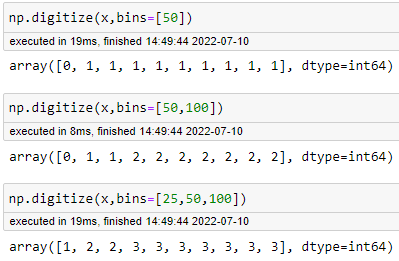 np.digitize(x,bins=[50])
executed in 19ms, finished 14:49:44 2022-07-10
array([0, 1, 1, 1, 1, 1, 1, 1, 1, 1], dtype=int64)
np.digitize(x,bins=[50,100])
executed in 8ms, finished 14:49:44 2022-07-10
array([0, 1, 1, 2, 2, 2, 2, 2, 2, 2], dtype=int64)
np.digitize(x,bins=[25,50,100])
executed in 19ms, finished 14:49:44 2022-07-10
array([1, 2, 2, 3, 3, 3, 3, 3, 3, 3], dtype=int64)